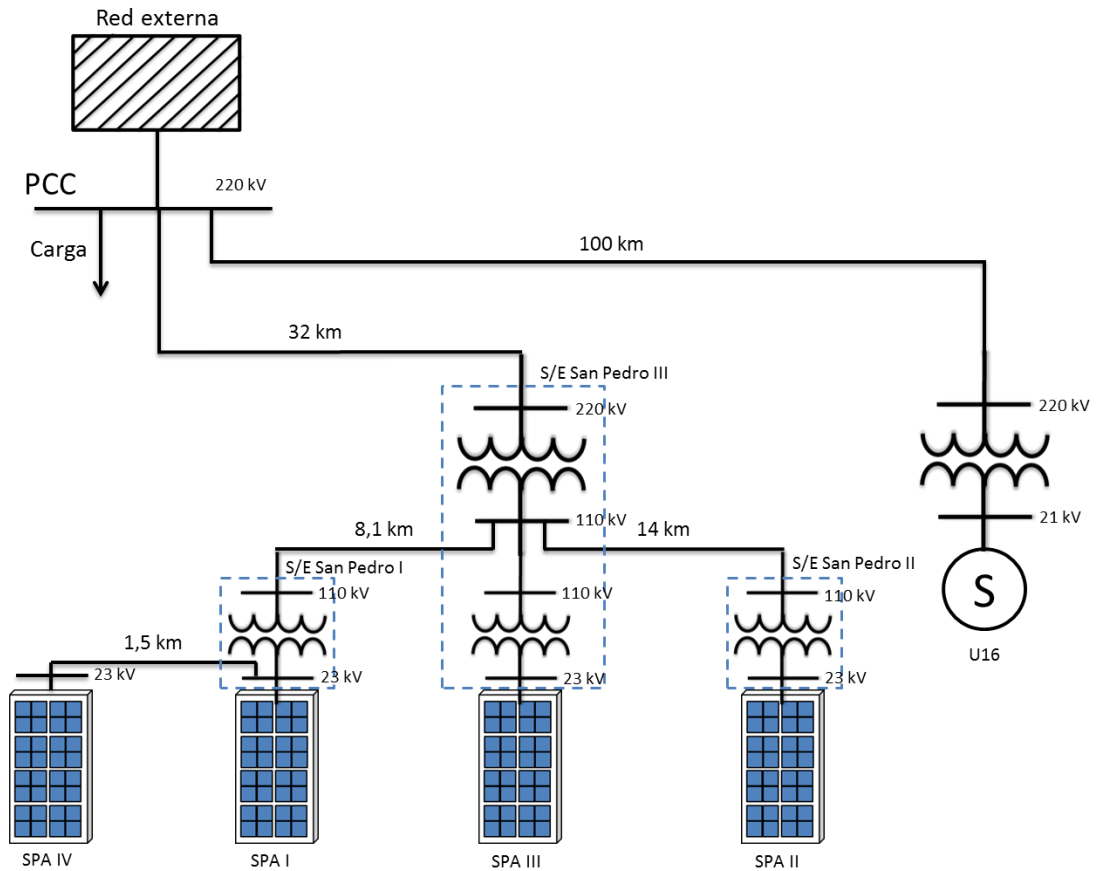 Red externa
PCC
220 kV
Carga
100 km
32 km
S/E San Pedro III
220 kV
220 kV
110 kV
21 kV
8,1 km
14 km
S/E San Pedro I
S/E San Pedro II
S
110 kV
110 kV
110 kV
U16
1,5 km
23 kV
23 kV
23 kV
23 kV
SPA IV
SPA I
SPA III
SPA II